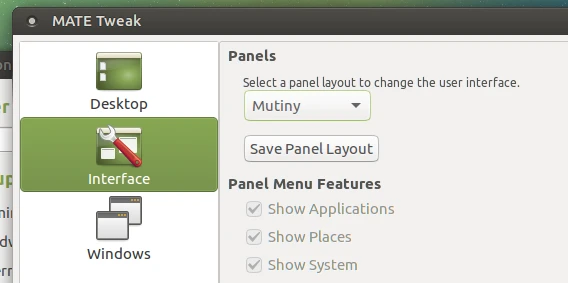 MATE Tweak
Desktop
Interface
Windows
Panels
Select a panel layout to change the user interface.
Mutiny
Save Panel Layout
Panel Menu Features
Show Applications
Show Places
Show System